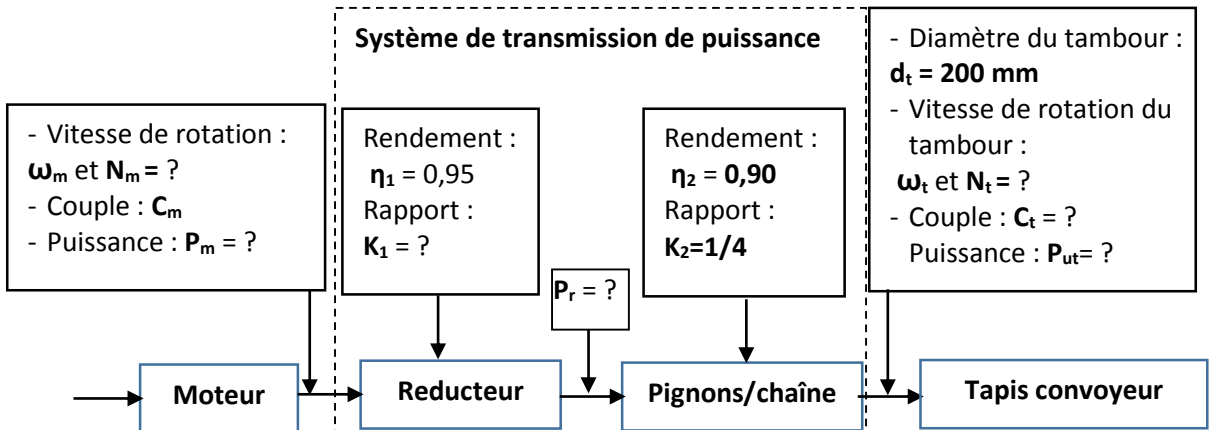 Système de transmission de puissance
- Vitesse de rotation :
ωm et Nm = ?
- Couple : Cm
- Puissance : Pm = ?
Rendement :
η1 = 0,95
Rapport :
K1 = ?
Pr = ?
Rendement :
η2 = 0,90
Rapport :
K2=1/4
- Diamètre du tambour :
dt = 200 mm
- Vitesse de rotation du
tambour :
ωt et Nt = ?
- Couple : Ct = ?
Puissance : Put= ?
Moteur
Reducteur
Pignons/chaîne
Tapis convoyeur